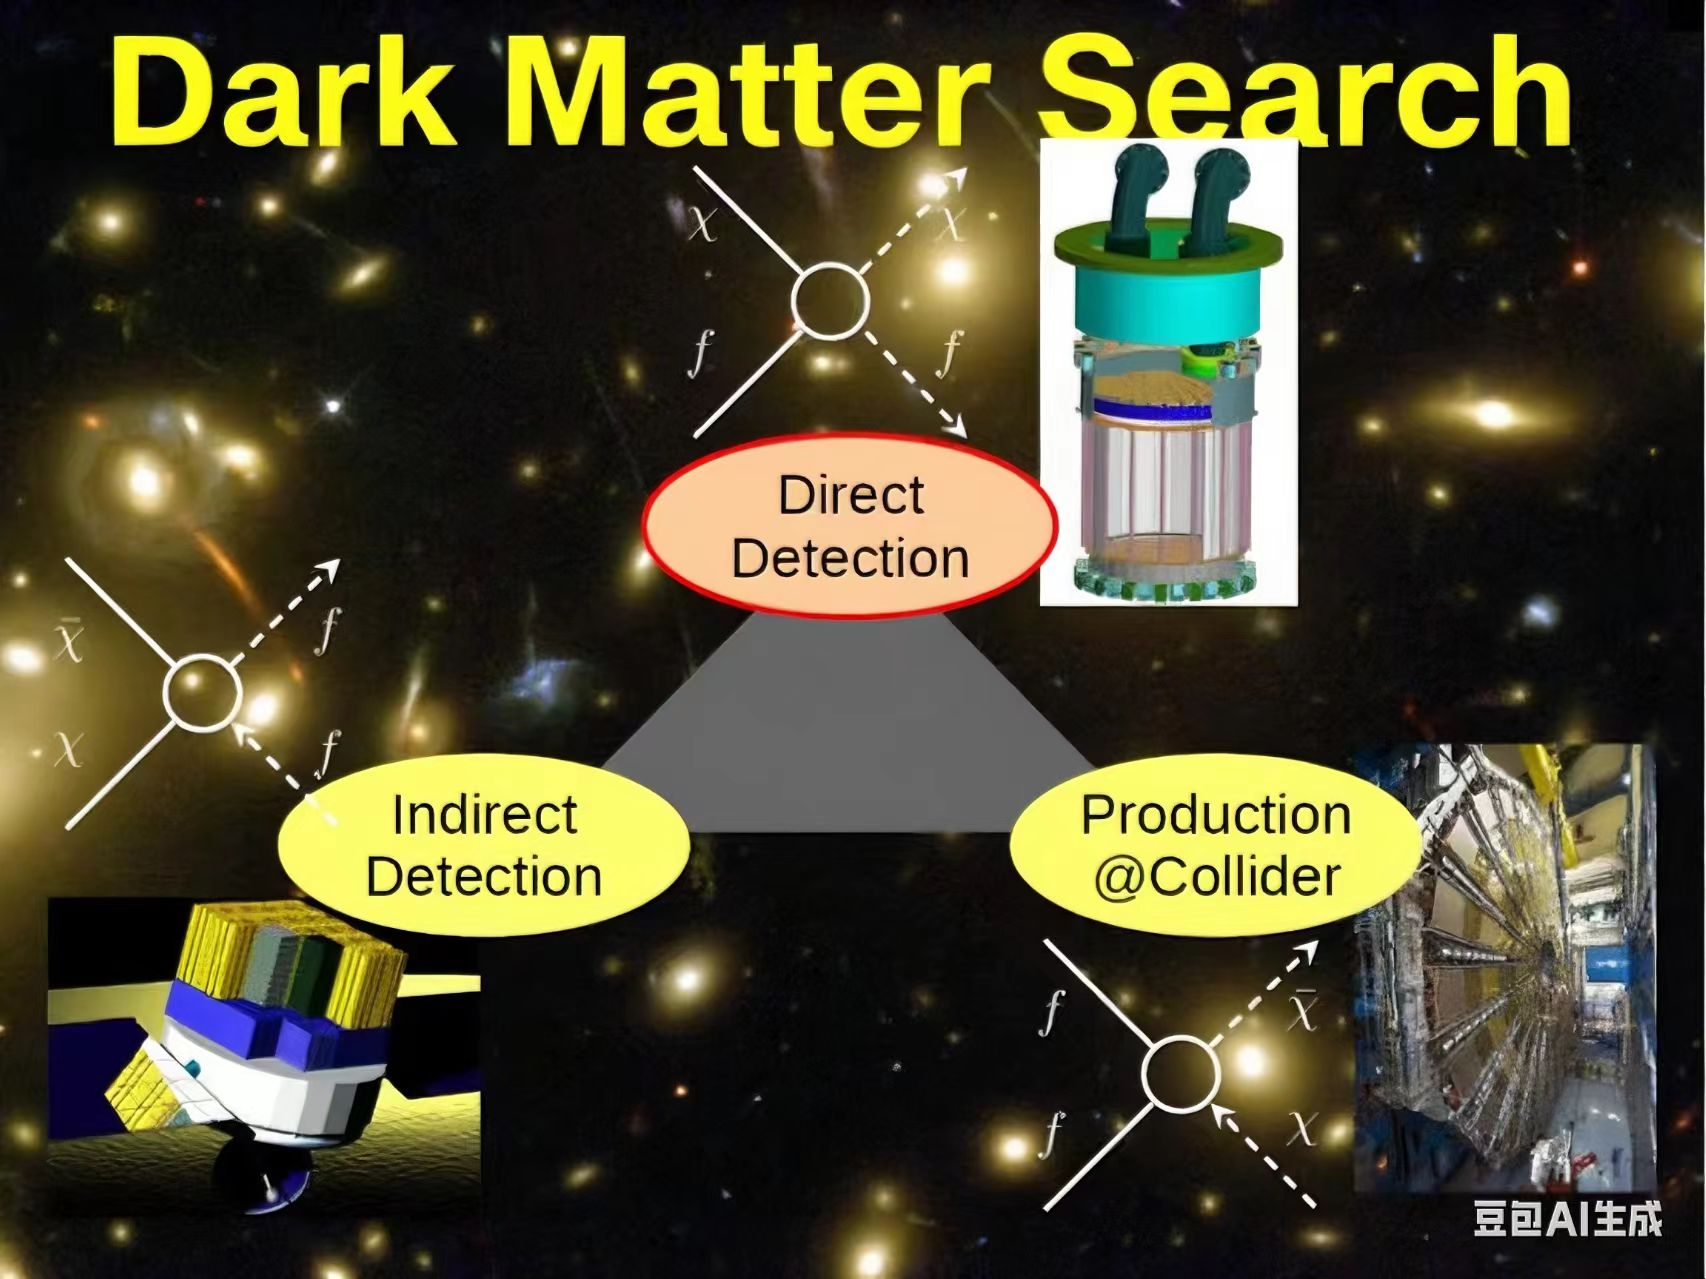 Dark Matter Search
χ
χ
f
f
Direct
Detection
χ̄
f
χ
f
Indirect
Detection
Production
@Collider
f
χ̄
f
χ
豆包AI生成